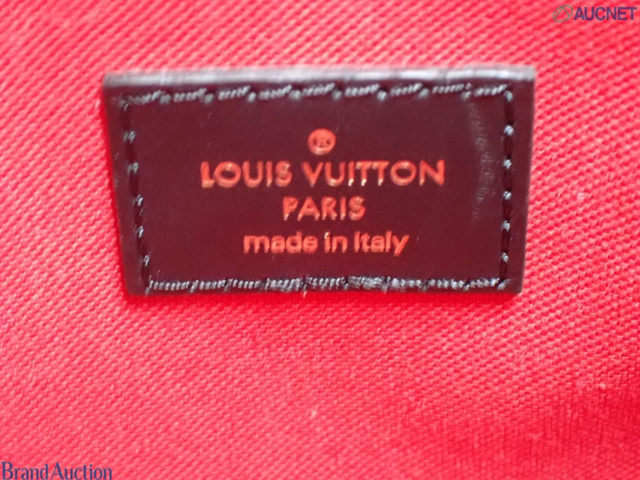 AUCNET
LOUIS VUITTON
PARIS
made in Italy
Brand Auction